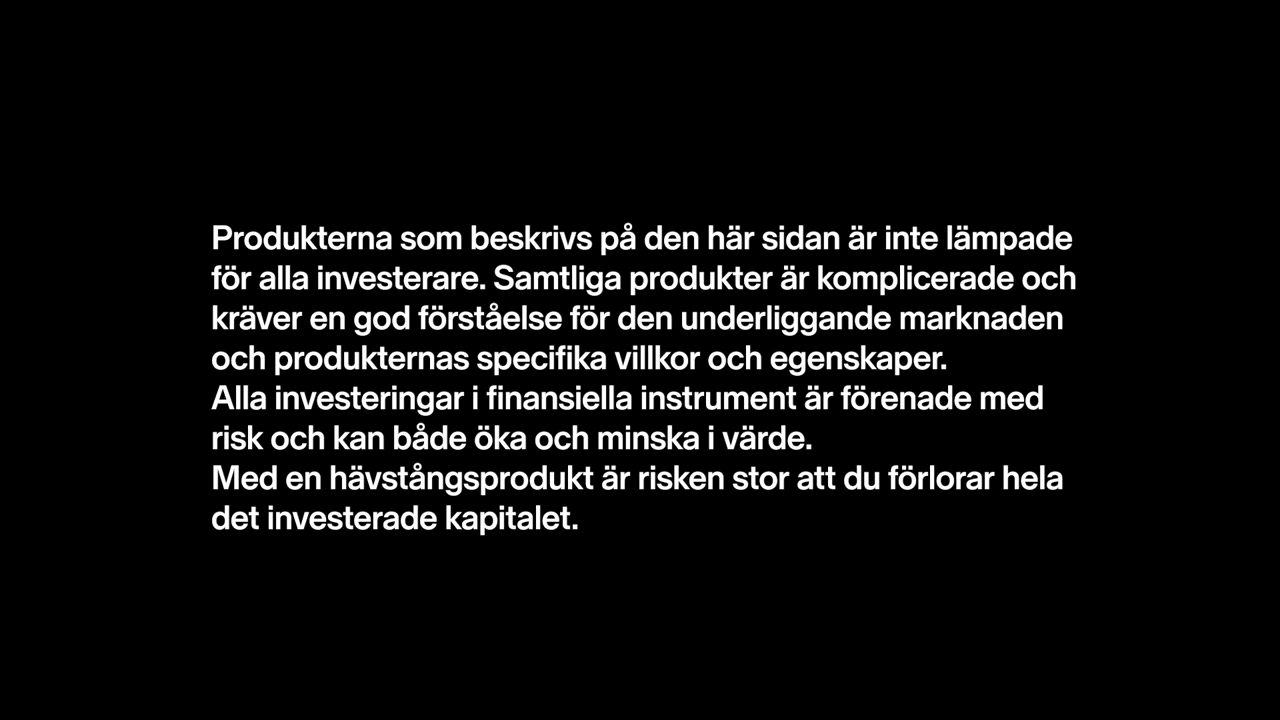 Produkterna som beskrivs på den här sidan är inte lämpade
för alla investerare. Samtliga produkter är komplicerade och
kräver en god förståelse för den underliggande marknaden
och produkternas specifika villkor och egenskaper.
Alla investeringar i finansiella instrument är förenade med
risk och kan både öka och minska i värde.
Med en hävstångsprodukt är risken stor att du förlorar hela
det investerade kapitalet.